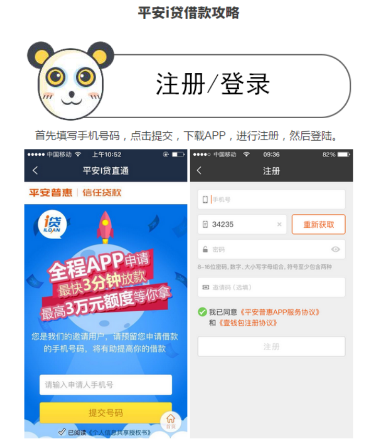 平安i贷借款攻略
注册/登录
首先填写手机号码，点击提交，下载APP，进行注册，然后登陆。
中国移动 上午10:52
平安i贷直通
平安普惠 信任贷款
i贷
全程APP申请
最快3分钟放款
最高3万元额度等你拿
您是我们的邀请用户，请预留您申请借款
的手机号码，将有助提高你的借款
请输入申请人手机号
提交号码
已阅读《个人信息共享授权书》
中国移动 09:36 82%
注册
手机号
34235 × 重新获取
密码
8-16位密码, 数字, 大小写字母组合, 符号至少包含两种
邀请码 (选填)
我已同意《平安普惠APP服务协议》
和《壹钱包注册协议》
注册